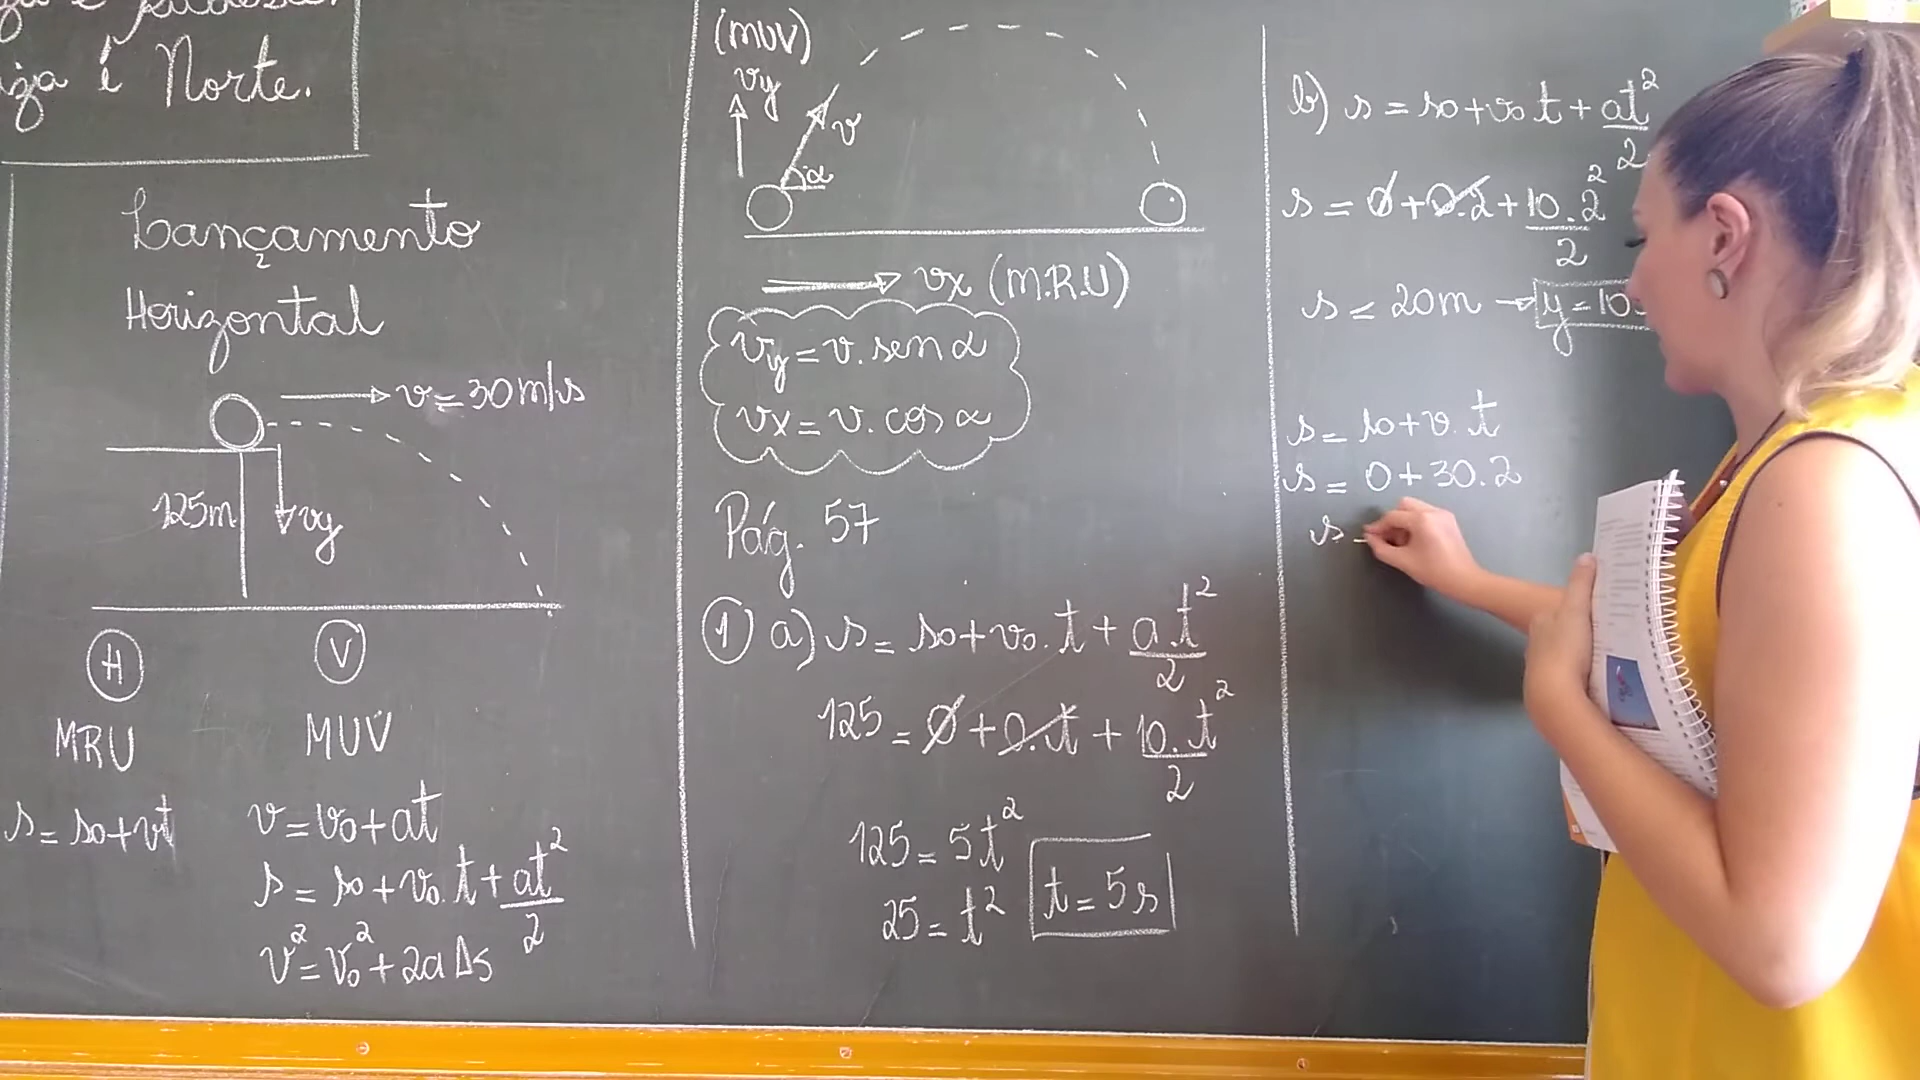 iza é Norte.
Lançamento
Horizontal
v = 30 m/s
125m
vy
H
V
MRU
MUV
s = so + vt
v = vo + at
s = so + vo.t + at²/2
v² = vo² + 2aΔs
(MUV)
vy
v
α
vx (M.R.U)
vy = v. sen α
vx = v. cos α
Pág. 57
1 a) s = so + vo.t + a.t²/2
125 = 0 + 0.t + 10.t²/2
125 = 5t²
25 = t²
t = 5s
b) s = so + vo t + at²/2
s = 0 + 0.2 + 10.2²/2
s = 20m → y = 105
s = so + v.t
s = 0 + 30.2
s =